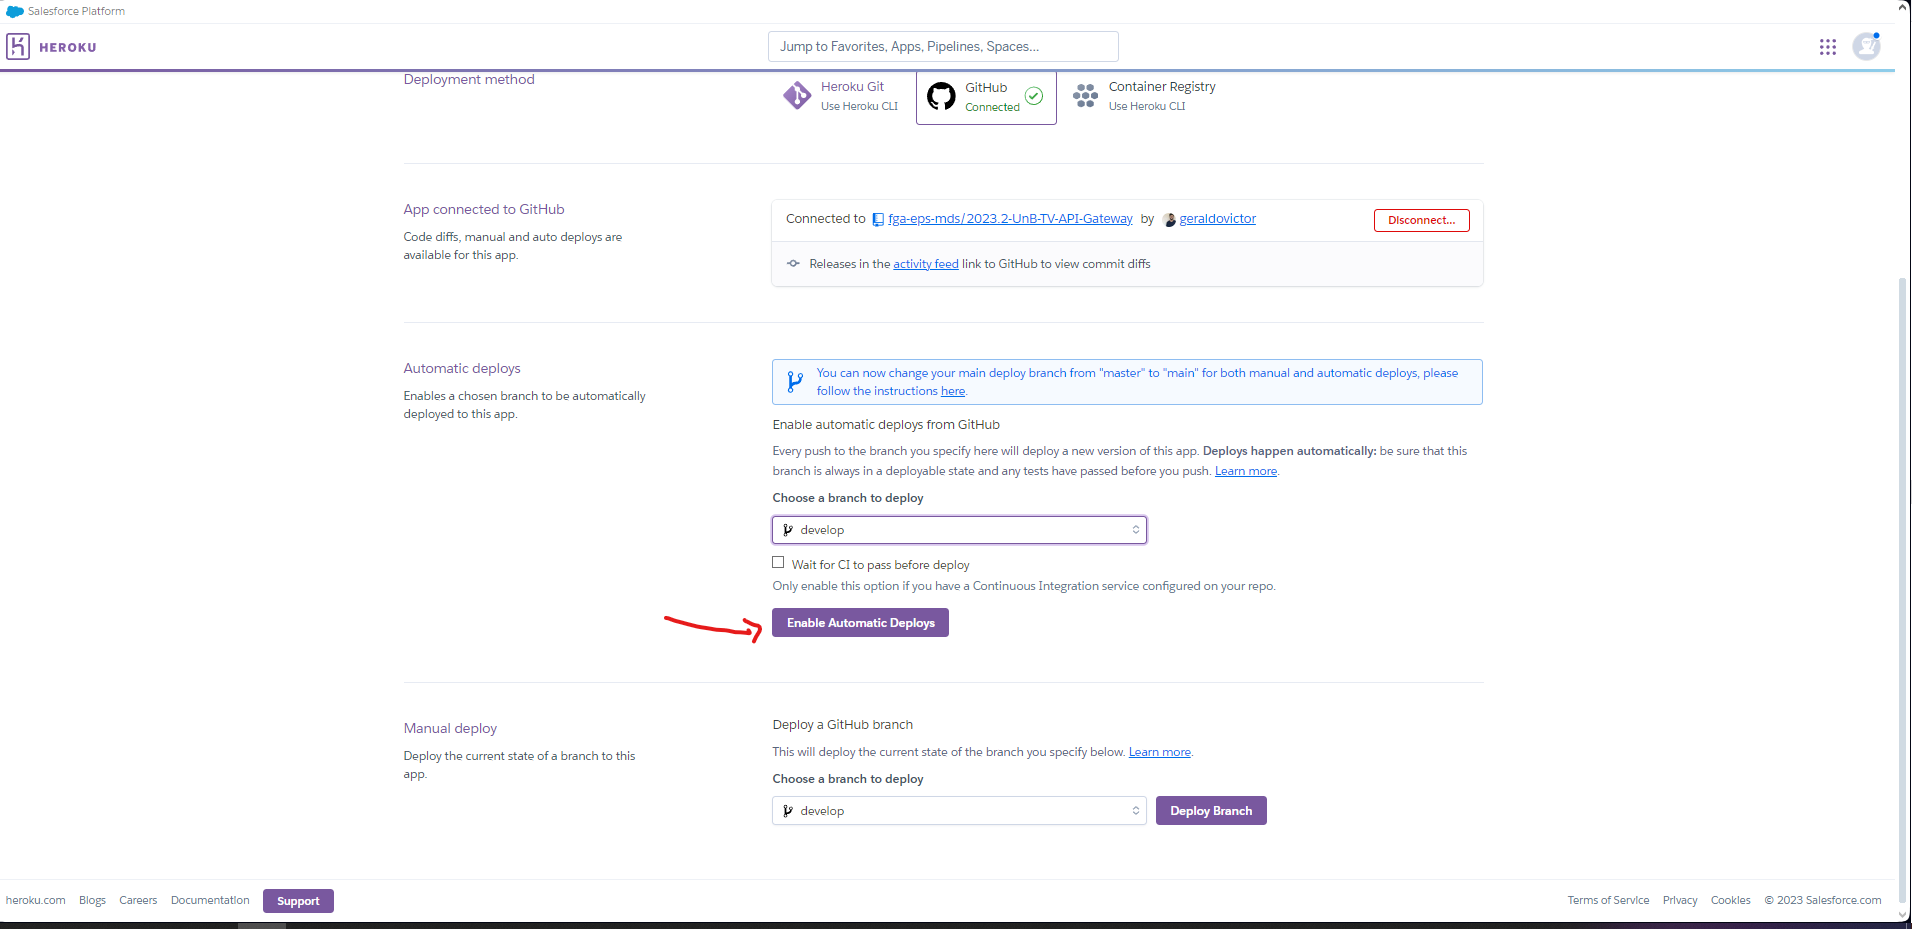 Salesforce Platform
HEROKU
Jump to Favorites, Apps, Pipelines, Spaces...
Deployment method
Heroku Git
Use Heroku CLI
GitHub
Connected
Container Registry
Use Heroku CLI
App connected to GitHub
Code diffs, manual and auto deploys are
available for this app.
Connected to fga-eps-mds/2023.2-UnB-TV-API-Gateway by geraldovictor
Disconnect...
Releases in the activity feed link to GitHub to view commit diffs
Automatic deploys
Enables a chosen branch to be automatically
deployed to this app.
You can now change your main deploy branch from "master" to "main" for both manual and automatic deploys, please
follow the instructions here.
Enable automatic deploys from GitHub
Every push to the branch you specify here will deploy a new version of this app. Deploys happen automatically: be sure that this
branch is always in a deployable state and any tests have passed before you push. Learn more.
Choose a branch to deploy
develop
Wait for CI to pass before deploy
Only enable this option if you have a Continuous Integration service configured on your repo.
Enable Automatic Deploys
Manual deploy
Deploy the current state of a branch to this
app.
Deploy a GitHub branch
This will deploy the current state of the branch you specify below. Learn more.
Choose a branch to deploy
develop
Deploy Branch
heroku.com Blogs Careers Documentation Support
Terms of Service Privacy Cookies © 2023 Salesforce.com